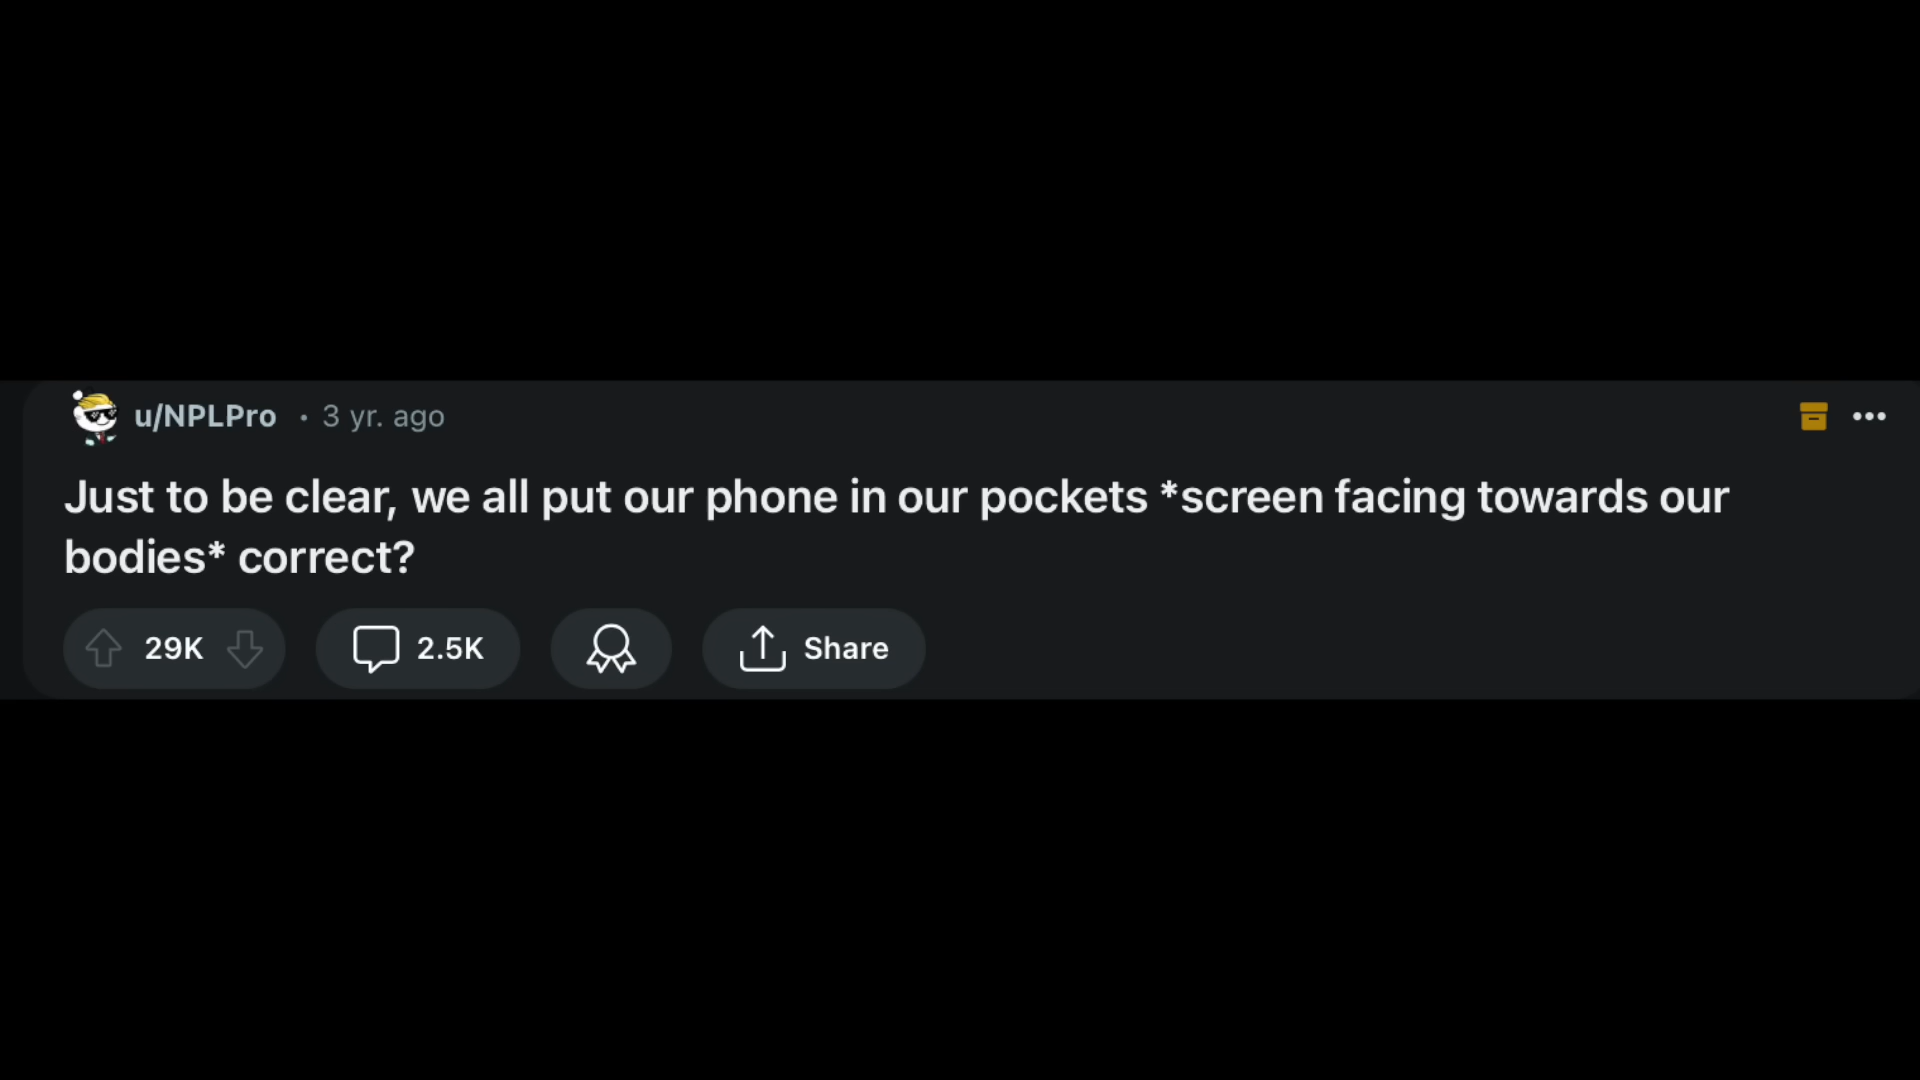 u/NPLPro • 3 yr. ago
Just to be clear, we all put our phone in our pockets *screen facing towards our
bodies* correct?
29K 2.5K Share